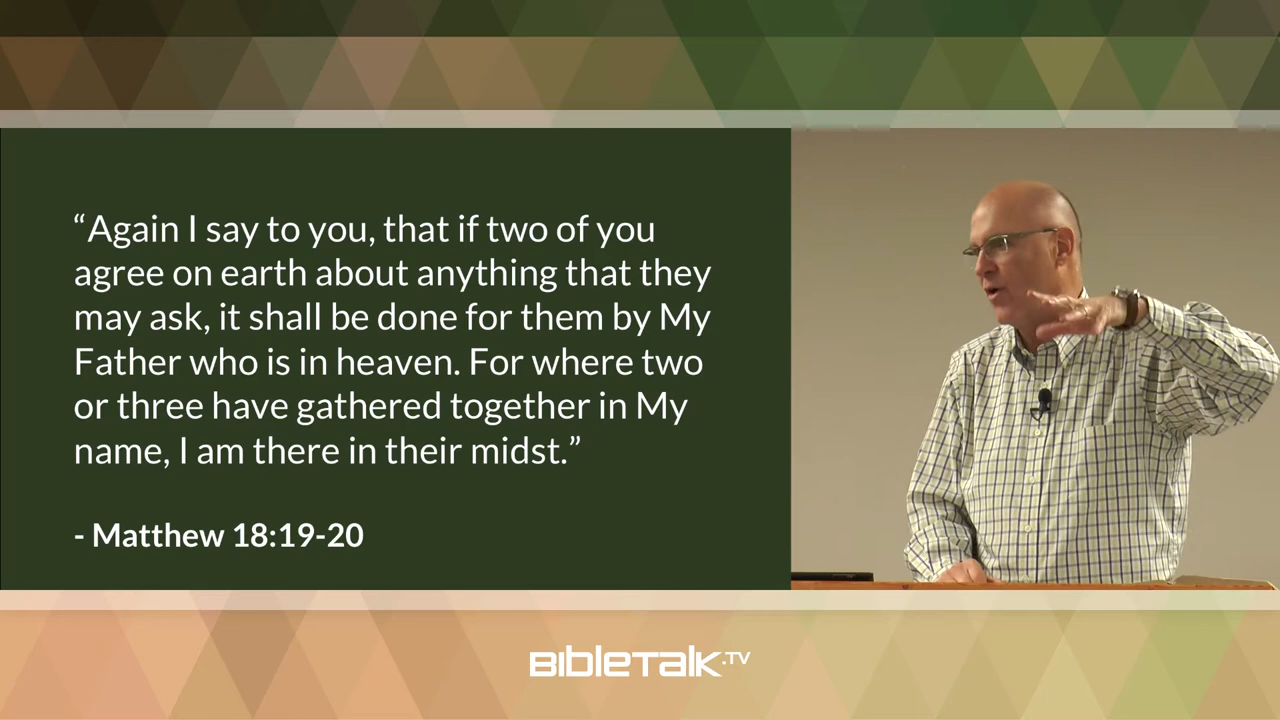 “Again I say to you, that if two of you
agree on earth about anything that they
may ask, it shall be done for them by My
Father who is in heaven. For where two
or three have gathered together in My
name, I am there in their midst.”
- Matthew 18:19-20
BIBLETALK.TV